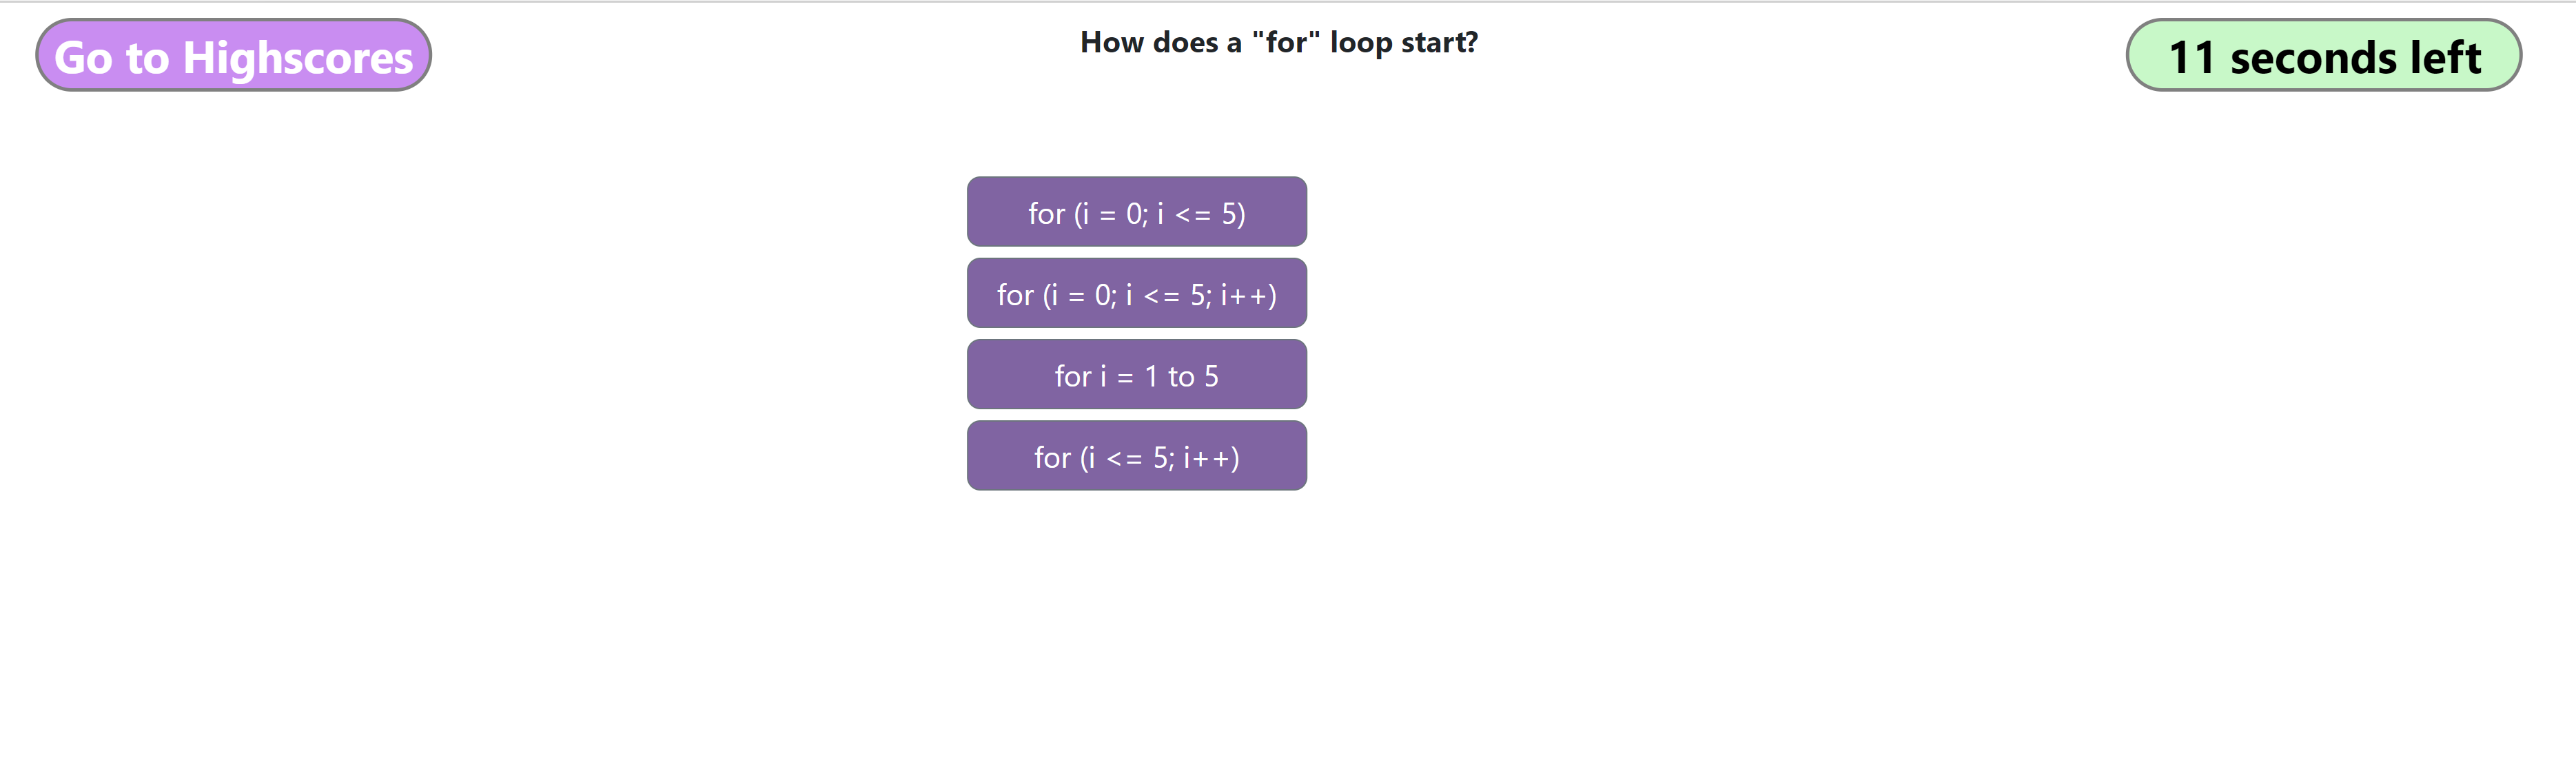 Go to Highscores
How does a "for" loop start?
11 seconds left
for (i = 0; i <= 5)
for (i = 0; i <= 5; i++)
for i = 1 to 5
for (i <= 5; i++)